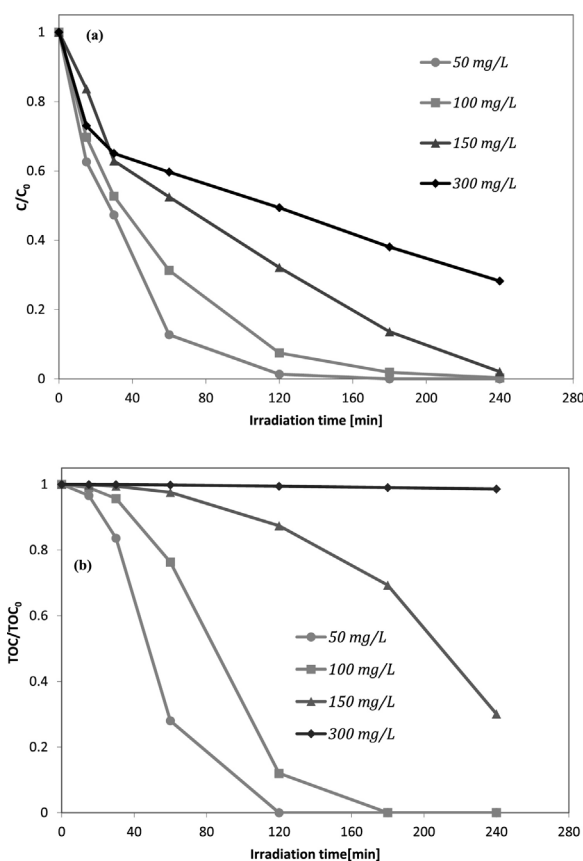 (a)
50 mg/L
100 mg/L
150 mg/L
300 mg/L
C/C₀
1
0.8
0.6
0.4
0.2
0
0 40 80 120 160 200 240 280
Irradiation time [min]
(b)
50 mg/L
100 mg/L
150 mg/L
300 mg/L
TOC/TOC₀
1
0.8
0.6
0.4
0.2
0
0 40 80 120 160 200 240 280
Irradiation time[min]